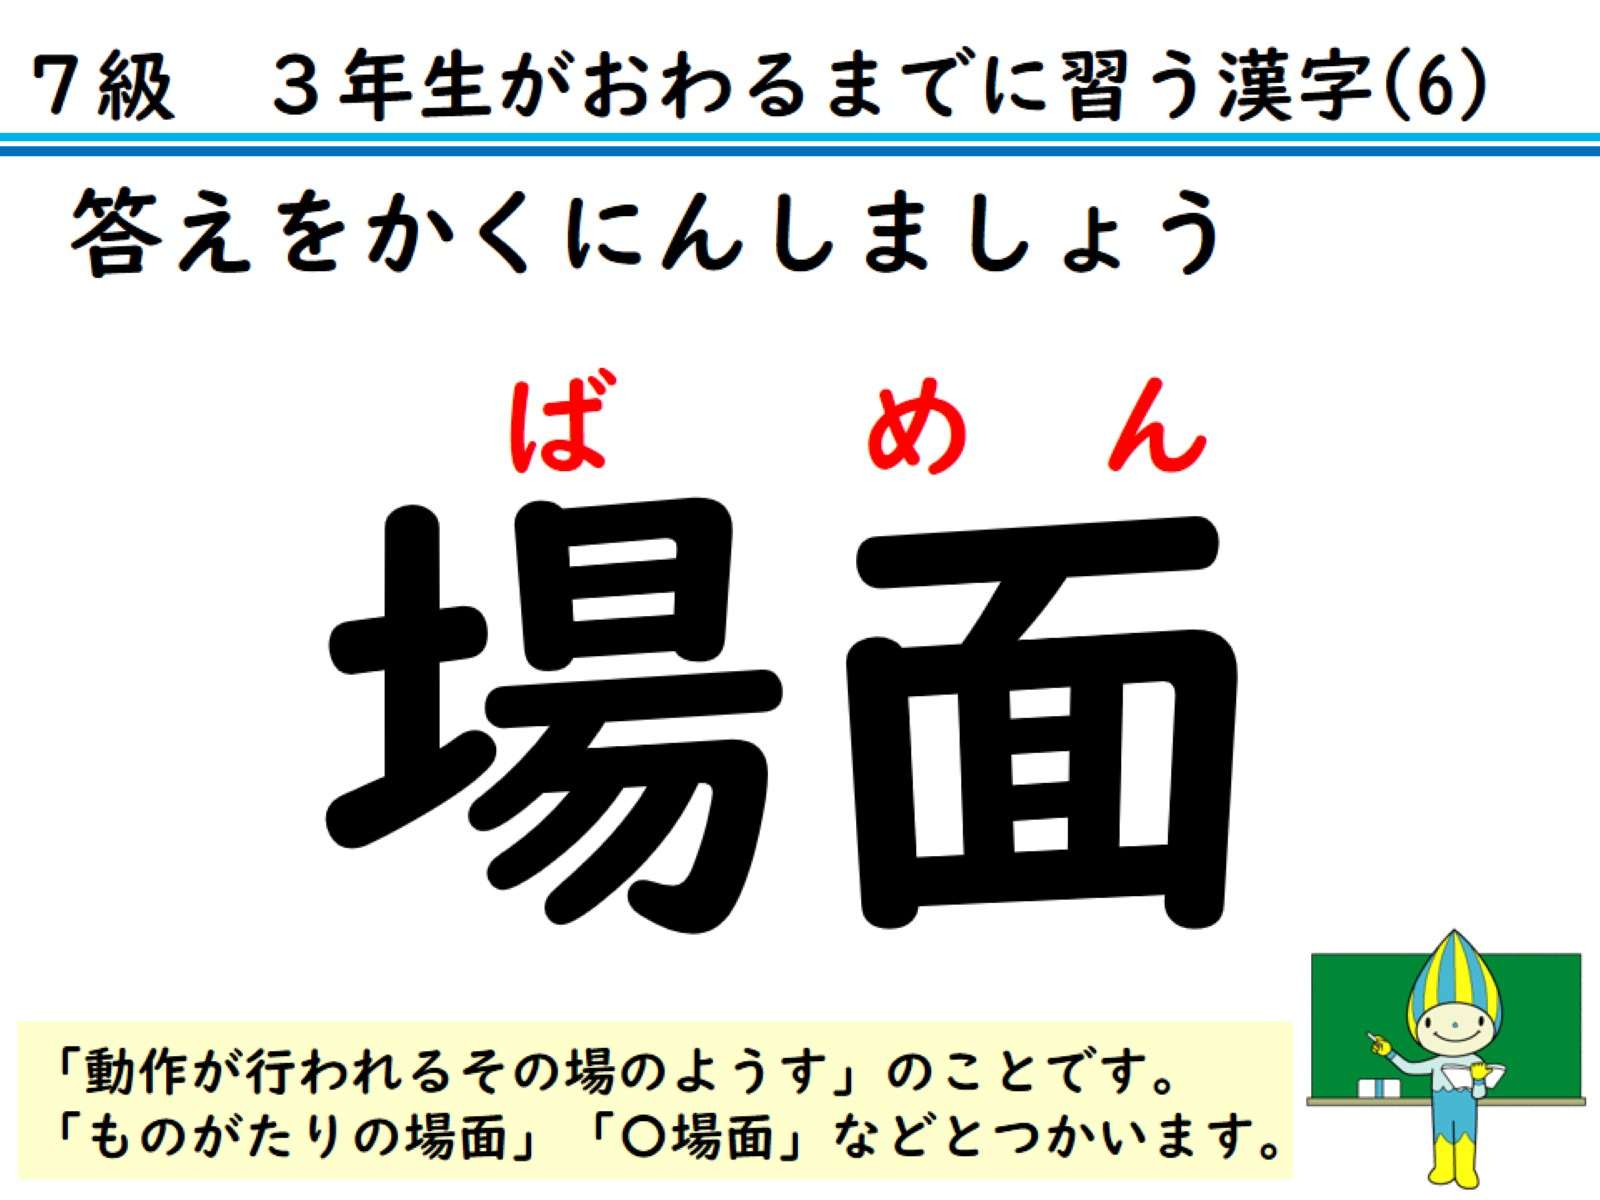 ７級　３年生がおわるまでに習う漢字(6)
答えをかくにんしましょう
ば　めん
場面
「動作が行われるその場のようす」のことです。
「ものがたりの場面」「〇場面」などとつかいます。